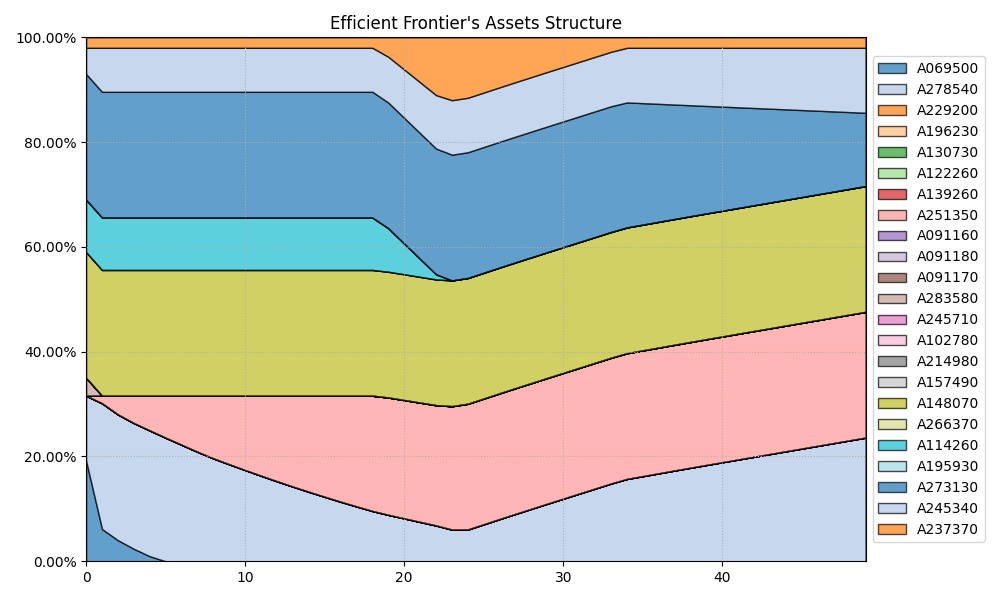 Efficient Frontier's Assets Structure
100.00%
80.00%
60.00%
40.00%
20.00%
0.00%
0
10
20
30
40
A069500
A278540
A229200
A196230
A130730
A122260
A139260
A251350
A091160
A091180
A091170
A283580
A245710
A102780
A214980
A157490
A148070
A266370
A114260
A195930
A273130
A245340
A237370